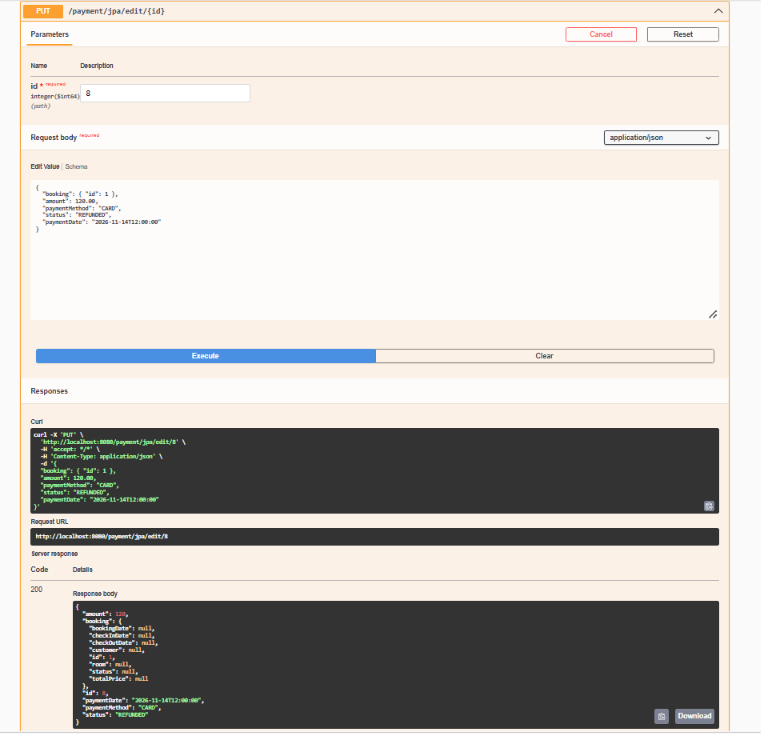 PUT /payment/jpa/edit/{id}
Parameters
Cancel
Reset
Name Description
id * required
integer($int64)
(path)
8
Request body required
application/json
Edit Value | Schema
{
"booking": { "id": 1 },
"amount": 120.00,
"paymentMethod": "CARD",
"status": "REFUNDED",
"paymentDate": "2026-11-14T12:00:00"
}
Execute
Clear
Responses
Curl
curl -X 'PUT' \
'http://localhost:8080/payment/jpa/edit/8' \
-H 'accept: */*' \
-H 'Content-Type: application/json' \
-d '{
"booking": { "id": 1 },
"amount": 120.00,
"paymentMethod": "CARD",
"status": "REFUNDED",
"paymentDate": "2026-11-14T12:00:00"
}'
Request URL
http://localhost:8080/payment/jpa/edit/8
Server response
Code Details
200
Response body
{
"amount": 120,
"booking": {
"bookingDate": null,
"checkInDate": null,
"checkOutDate": null,
"customer": null,
"id": 1,
"room": null,
"status": null,
"totalPrice": null
},
"id": 8,
"paymentDate": "2026-11-14T12:00:00",
"paymentMethod": "CARD",
"status": "REFUNDED"
}
Download